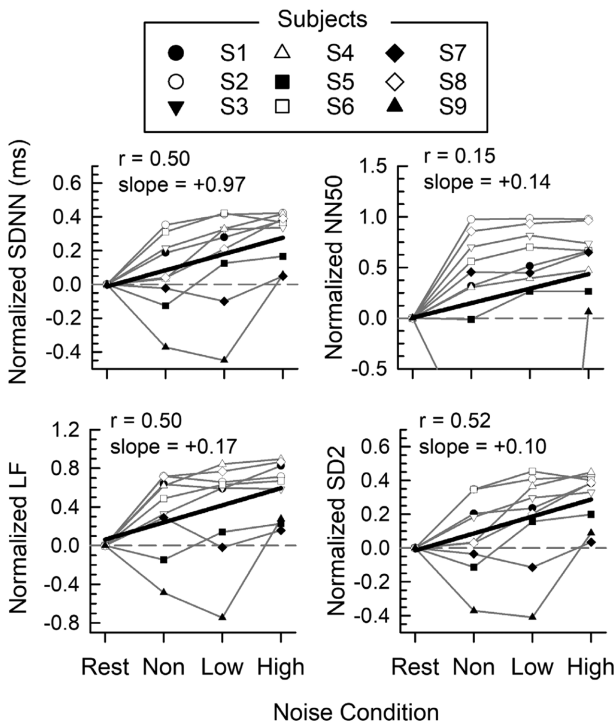 Subjects
S1 S4 S7
S2 S5 S8
S3 S6 S9
Normalized SDNN (ms)
r = 0.50
slope = +0.97
0.6
0.4
0.2
0.0
-0.2
-0.4
Normalized NN50
r = 0.15
slope = +0.14
1.5
1.0
0.5
0.0
-0.5
Normalized LF
r = 0.50
slope = +0.17
1.2
0.8
0.4
0.0
-0.4
-0.8
Rest Non Low High
Normalized SD2
r = 0.52
slope = +0.10
0.6
0.4
0.2
0.0
-0.2
-0.4
Rest Non Low High
Noise Condition